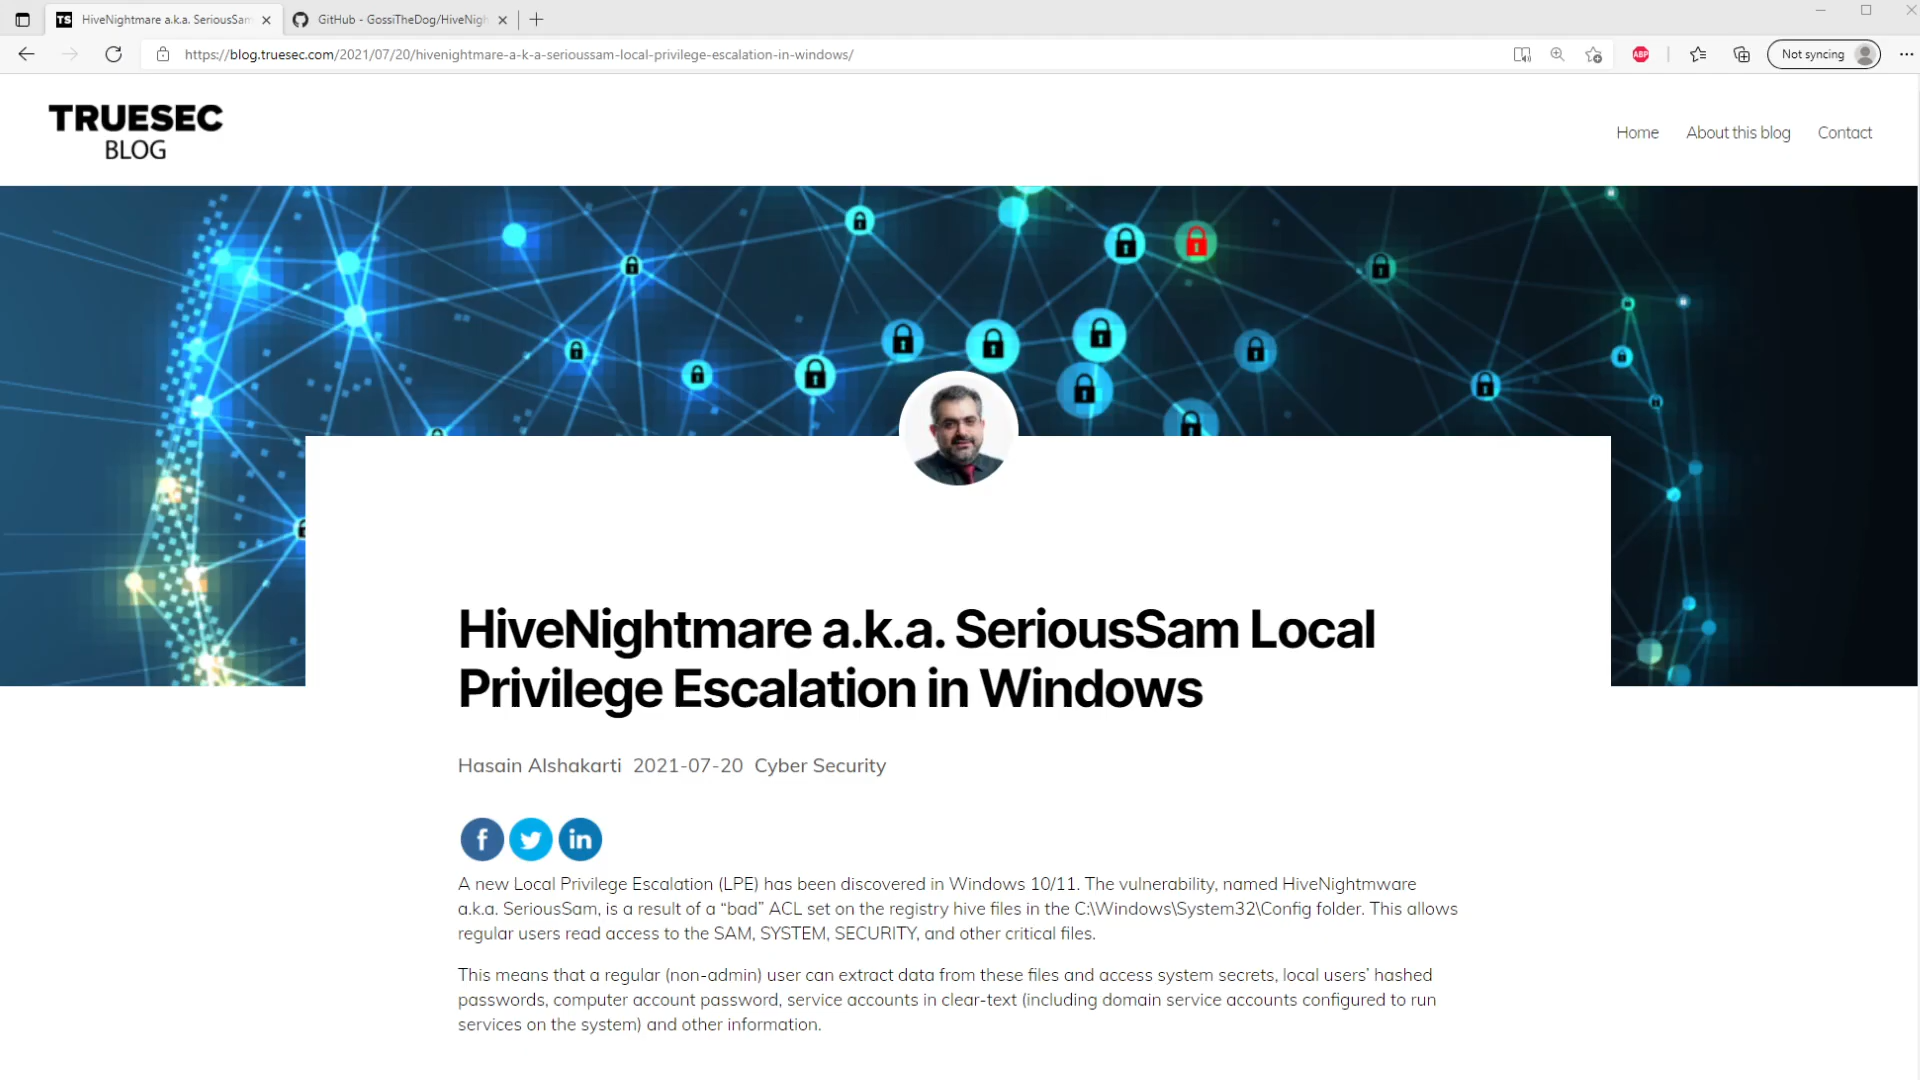 TS HiveNightmare a.k.a. SeriousSam
GitHub - GossiTheDog/HiveNigh
https://blog.truesec.com/2021/07/20/hivenightmare-a-k-a-serioussam-local-privilege-escalation-in-windows/
ABP
Not syncing
TRUESEC
BLOG
Home
About this blog
Contact
HiveNightmare a.k.a. SeriousSam Local
Privilege Escalation in Windows
Hasain Alshakarti 2021-07-20 Cyber Security
f
in
A new Local Privilege Escalation (LPE) has been discovered in Windows 10/11. The vulnerability, named HiveNightmware
a.k.a. SeriousSam, is a result of a “bad” ACL set on the registry hive files in the C:\Windows\System32\Config folder. This allows
regular users read access to the SAM, SYSTEM, SECURITY, and other critical files.
This means that a regular (non-admin) user can extract data from these files and access system secrets, local users’ hashed
passwords, computer account password, service accounts in clear-text (including domain service accounts configured to run
services on the system) and other information.